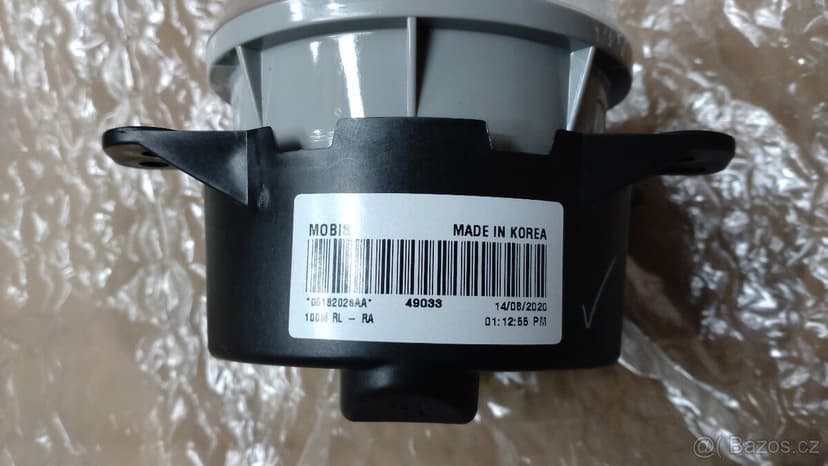 MOBIS MADE IN KOREA
*05182026AA* 49033 14/08/2020
100M RL - RA 01:12:55 PM
Bazos.cz